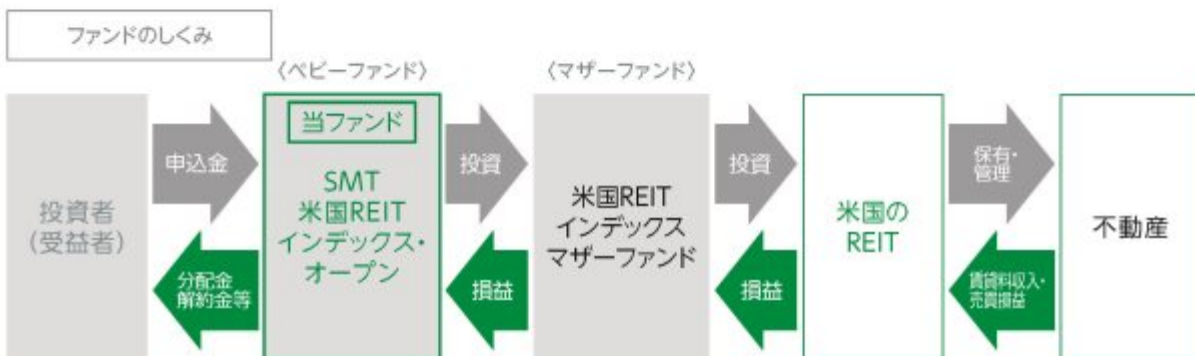 ファンドのしくみ
〈ベビーファンド〉
〈マザーファンド〉
投資者
(受益者)
申込金
分配金
解約金等
当ファンド
SMT
米国REIT
インデックス・
オープン
投資
損益
米国REIT
インデックス
マザーファンド
投資
損益
米国の
REIT
保有・
管理
賃貸料収入・
売買損益
不動産